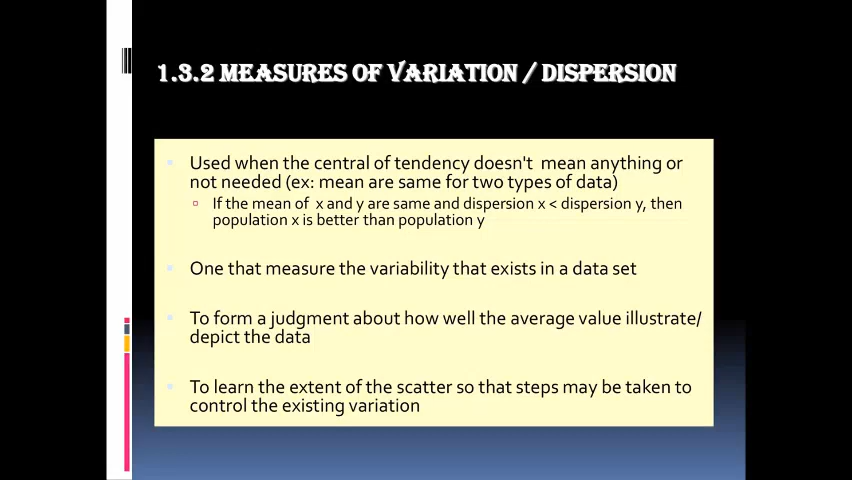 1.3.2 MEASURES OF VARIATION / DISPERSION
Used when the central of tendency doesn't mean anything or
not needed (ex: mean are same for two types of data)
If the mean of x and y are same and dispersion x < dispersion y, then
population x is better than population y
One that measure the variability that exists in a data set
To form a judgment about how well the average value illustrate/
depict the data
To learn the extent of the scatter so that steps may be taken to
control the existing variation